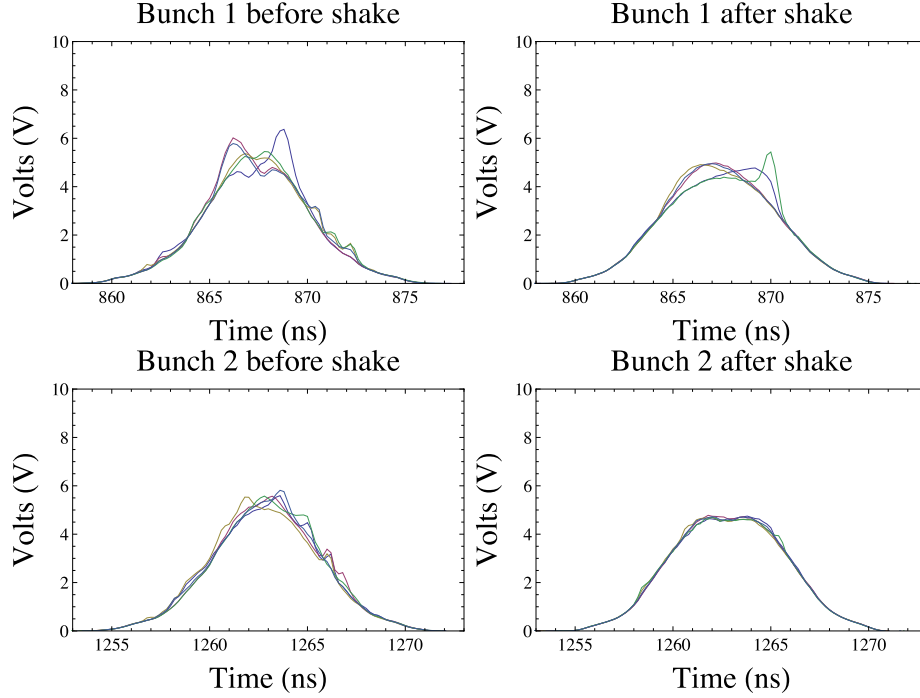 Bunch 1 before shake
Volts (V)
10
8
6
4
2
0
860 865 870 875
Time (ns)
Bunch 1 after shake
Volts (V)
10
8
6
4
2
0
860 865 870 875
Time (ns)
Bunch 2 before shake
Volts (V)
10
8
6
4
2
0
1255 1260 1265 1270
Time (ns)
Bunch 2 after shake
Volts (V)
10
8
6
4
2
0
1255 1260 1265 1270
Time (ns)